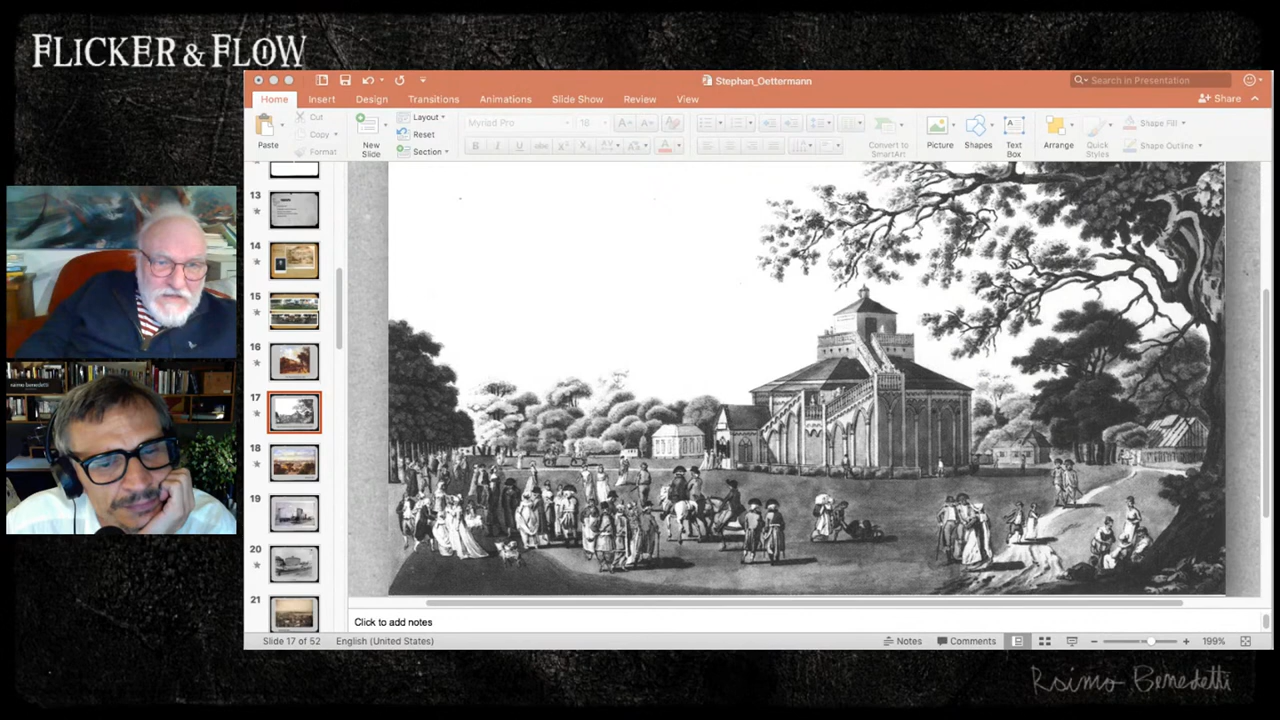 FLICKER & FLOW
Stephan_Oettermann
Search in Presentation
Home Insert Design Transitions Animations Slide Show Review View
Share
Paste
Cut
Copy
Format
New Slide
Layout
Reset
Section
Myriad Pro
18
Convert to SmartArt
Picture
Shapes
Text Box
Arrange
Quick Styles
Shape Fill
Shape Outline
13
14
15
16
17
18
19
20
21
raimo benedetti
Click to add notes
Slide 17 of 52
English (United States)
Notes
Comments
199%
Raimo Benedetti